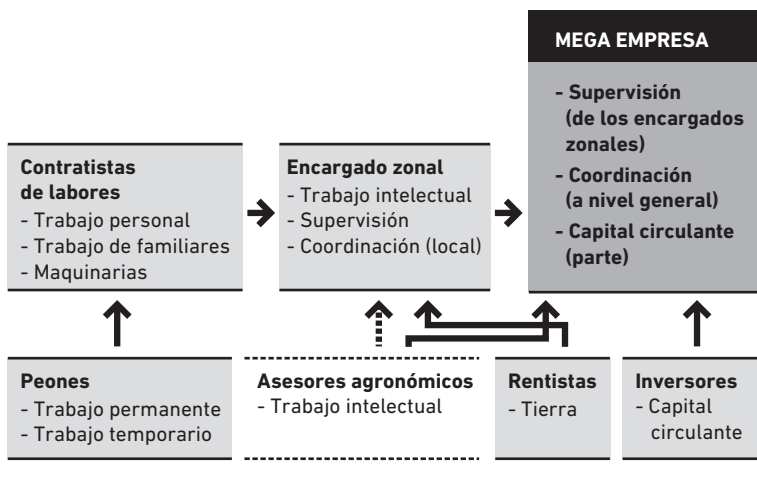 MEGA EMPRESA
- Supervisión
(de los encargados
zonales)
- Coordinación
(a nivel general)
- Capital circulante
(parte)
Contratistas
de labores
- Trabajo personal
- Trabajo de familiares
- Maquinarias
Encargado zonal
- Trabajo intelectual
- Supervisión
- Coordinación (local)
Peones
- Trabajo permanente
- Trabajo temporario
Asesores agronómicos
- Trabajo intelectual
Rentistas
- Tierra
Inversores
- Capital
circulante